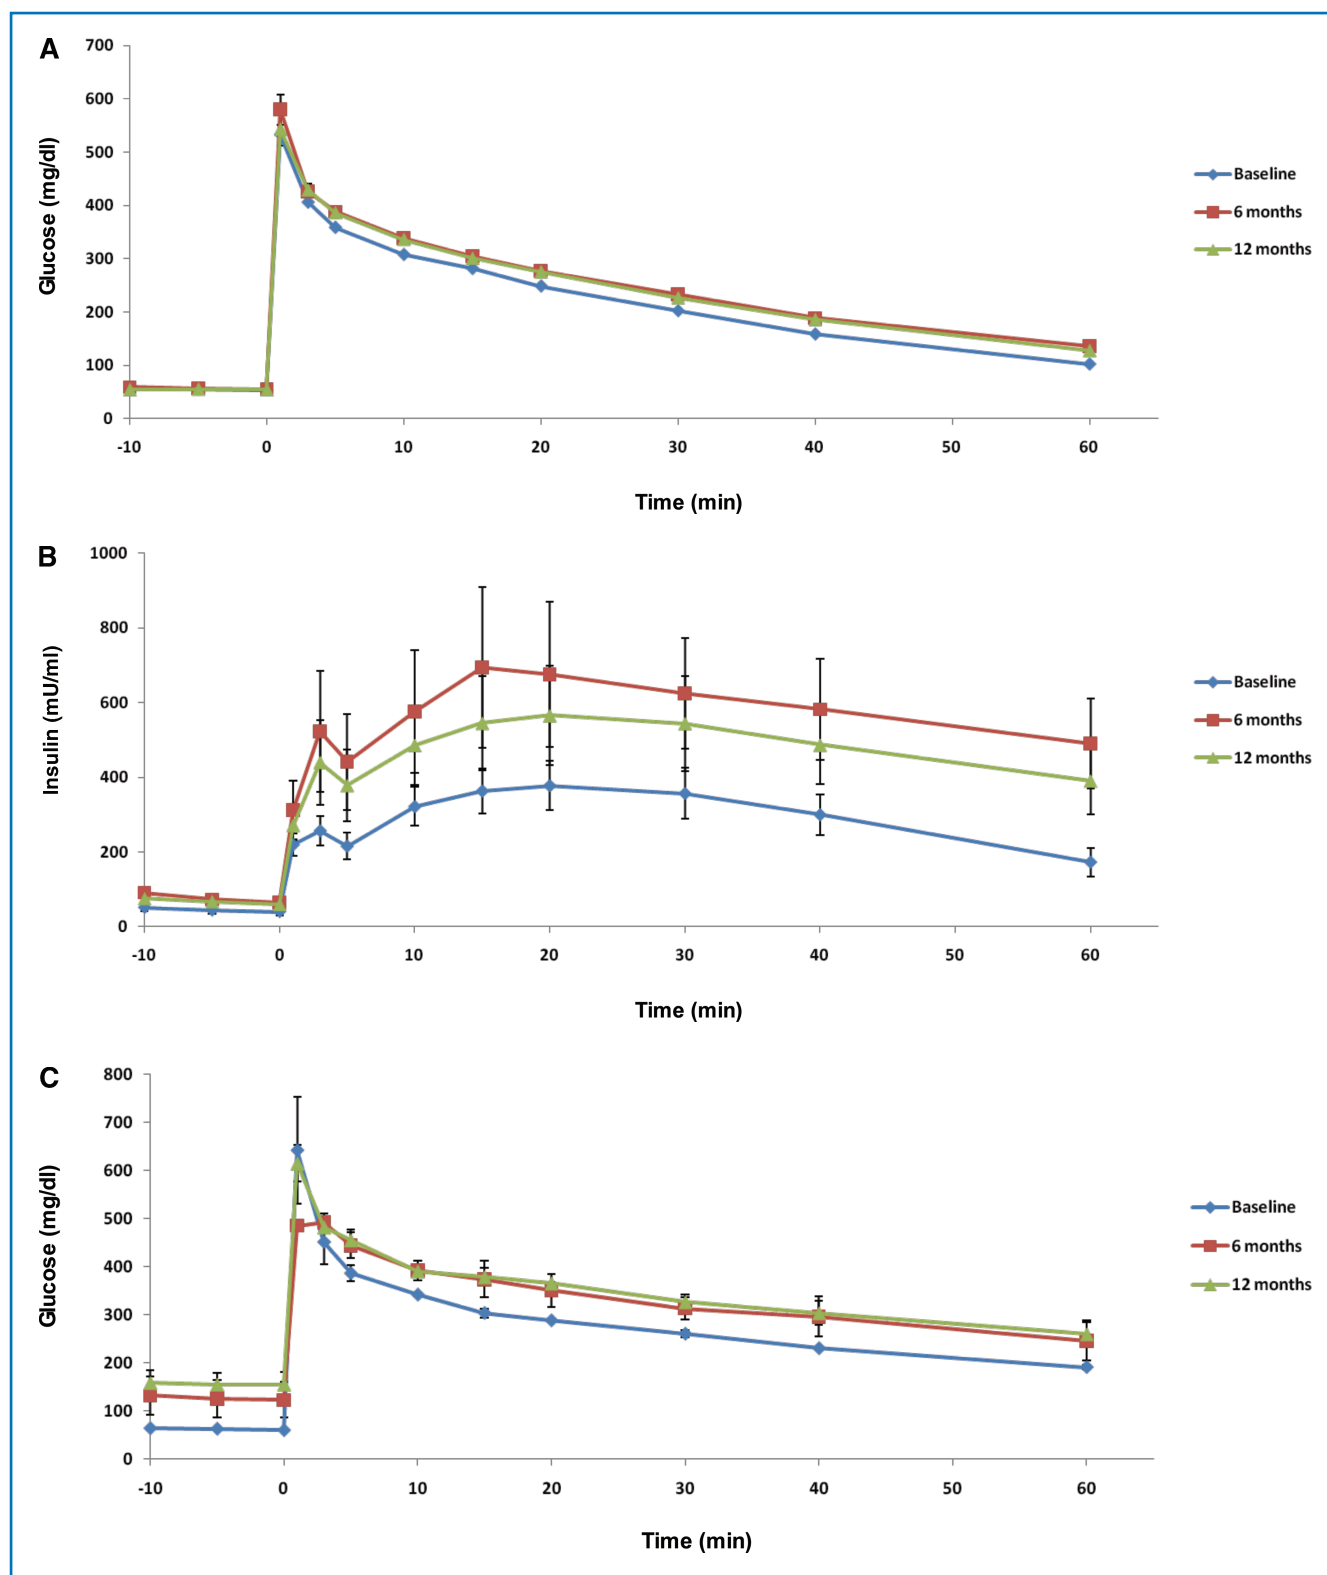 A
700
600
500
400
300
200
100
0
Glucose (mg/dl)
-10 0 10 20 30 40 50 60
Time (min)
Baseline
6 months
12 months
B
1000
800
600
400
200
0
Insulin (mU/ml)
-10 0 10 20 30 40 50 60
Time (min)
Baseline
6 months
12 months
C
800
700
600
500
400
300
200
100
0
Glucose (mg/dl)
-10 0 10 20 30 40 50 60
Time (min)
Baseline
6 months
12 months